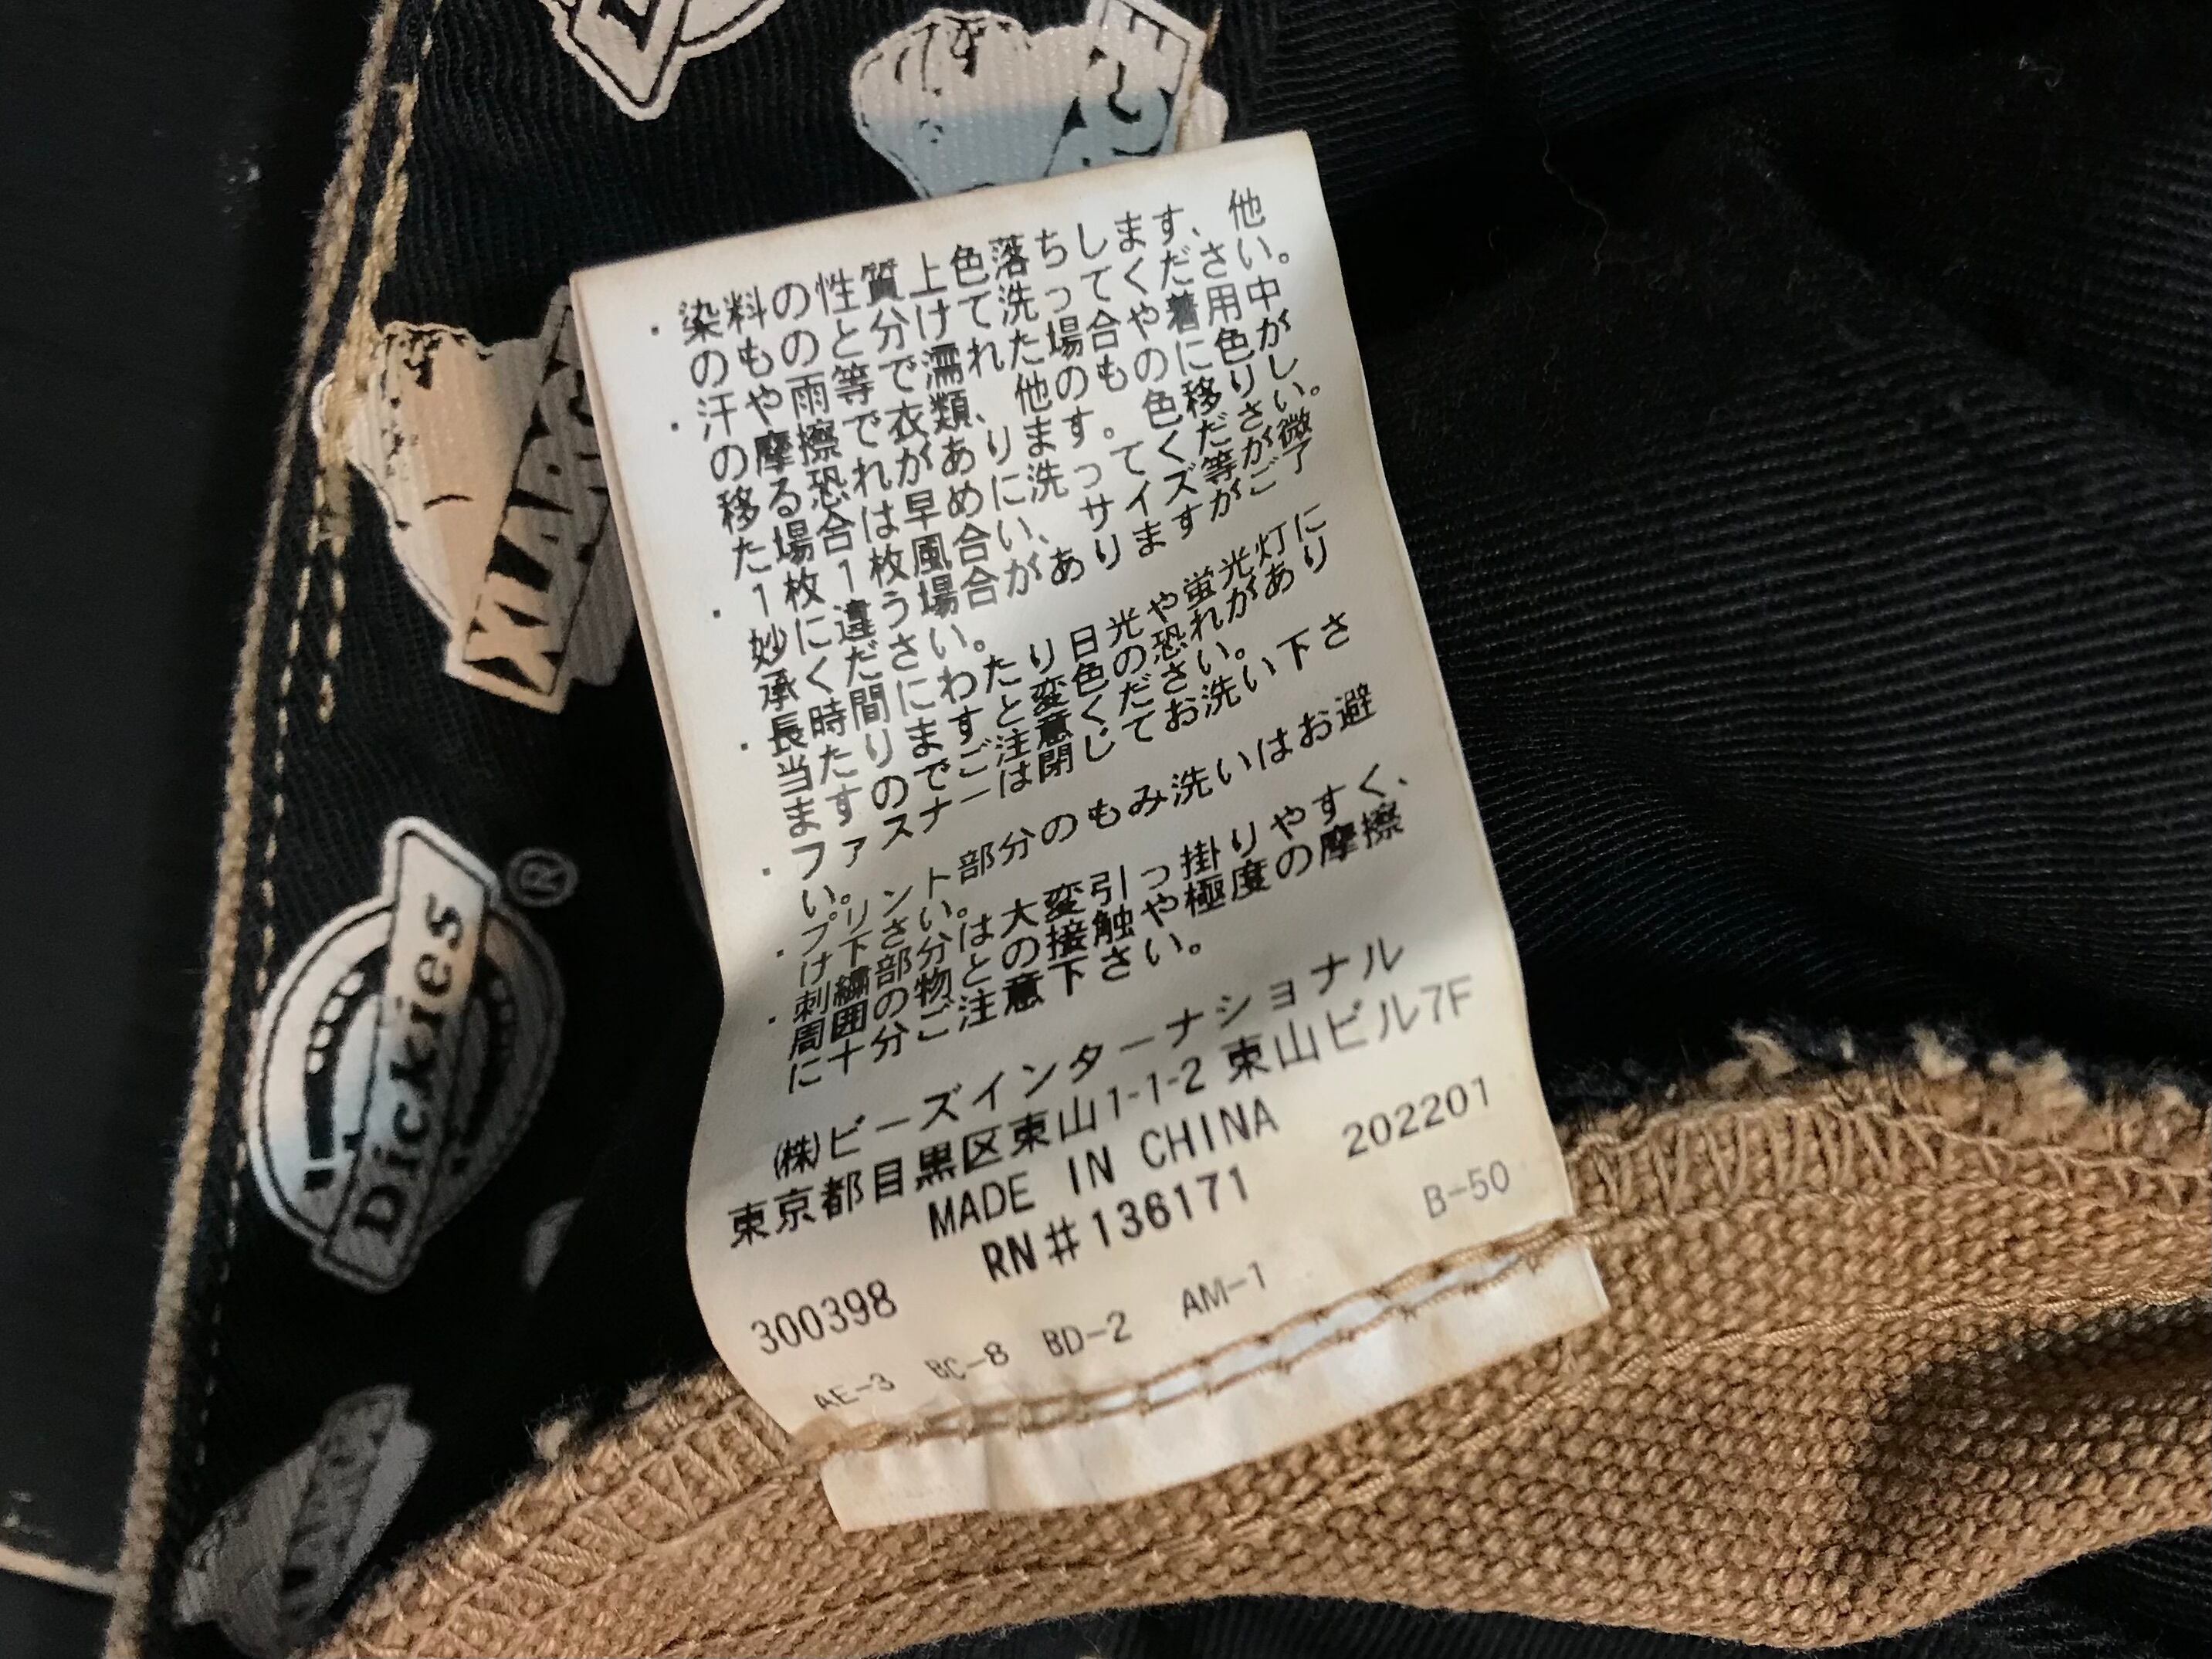 ・染料の性質上色落ちします、他
のものと分けて洗ってください。
・汗や雨等で濡れた場合や着用中
の摩擦で衣類、他のものに色が
移る恐れがあります。色移りし
た場合は早めに洗ってください。
・1枚1枚風合い、サイズ等が微
妙に違う場合がありますがご了
承ください。
・長時間にわたり日光や蛍光灯に
当たりますと変色の恐れがあり
ますのでご注意ください。
・ファスナーは閉じてお洗い下さ
い。
・プリント部分のもみ洗いはお避
け下さい。
・刺繍部分は大変引っ掛りやすく、
周囲の物との接触や極度の摩擦
に十分ご注意下さい。
㈱ビーズインターナショナル
東京都目黒区東山1-1-2 東山ビル7F
MADE IN CHINA 202201
RN#136171 B-50
300398
AE-3 BC-8 BD-2 AM-1
Dickies ®